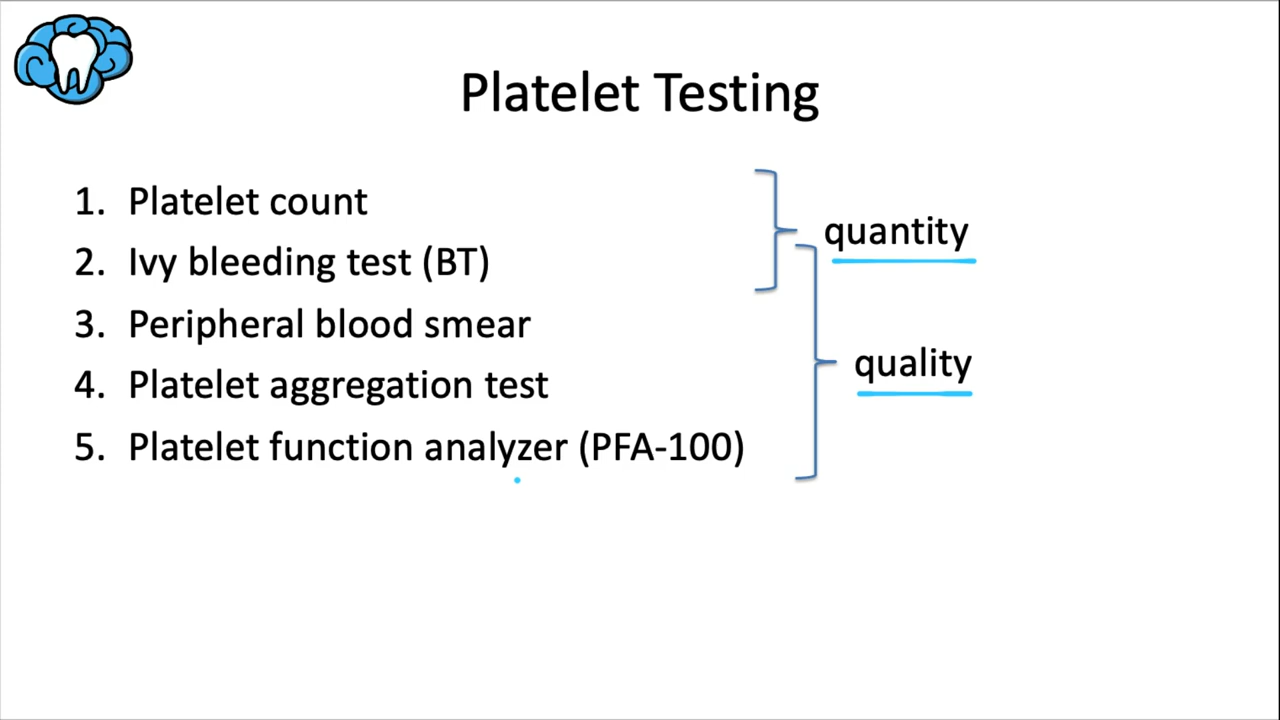 Platelet Testing
1. Platelet count
2. Ivy bleeding test (BT)
3. Peripheral blood smear
4. Platelet aggregation test
5. Platelet function analyzer (PFA-100)
quantity
quality